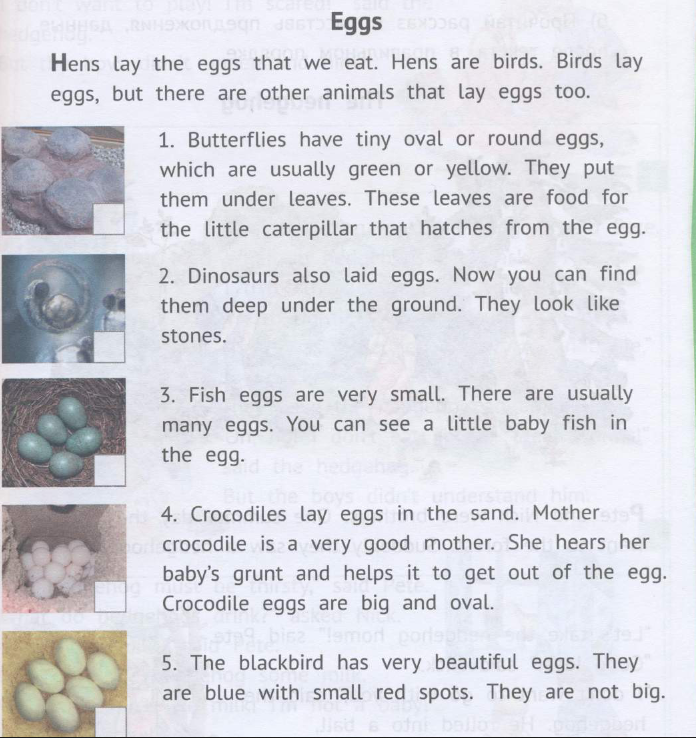 Eggs
Hens lay the eggs that we eat. Hens are birds. Birds lay
eggs, but there are other animals that lay eggs too.
1. Butterflies have tiny oval or round eggs,
which are usually green or yellow. They put
them under leaves. These leaves are food for
the little caterpillar that hatches from the egg.
2. Dinosaurs also laid eggs. Now you can find
them deep under the ground. They look like
stones.
3. Fish eggs are very small. There are usually
many eggs. You can see a little baby fish in
the egg.
4. Crocodiles lay eggs in the sand. Mother
crocodile is a very good mother. She hears her
baby's grunt and helps it to get out of the egg.
Crocodile eggs are big and oval.
5. The blackbird has very beautiful eggs. They
are blue with small red spots. They are not big.